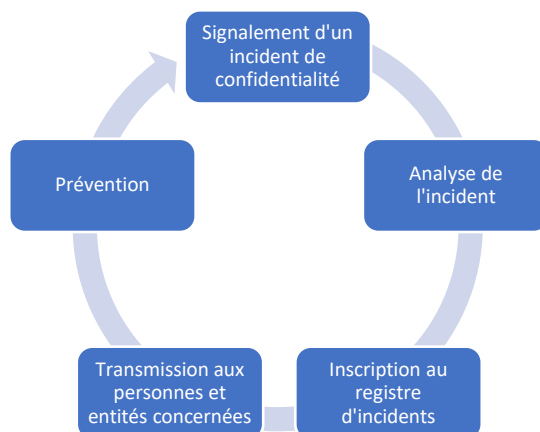 Signalement d'un
incident de
confidentialité
Analyse de
l'incident
Inscription au
registre
d'incidents
Transmission aux
personnes et
entités concernées
Prévention